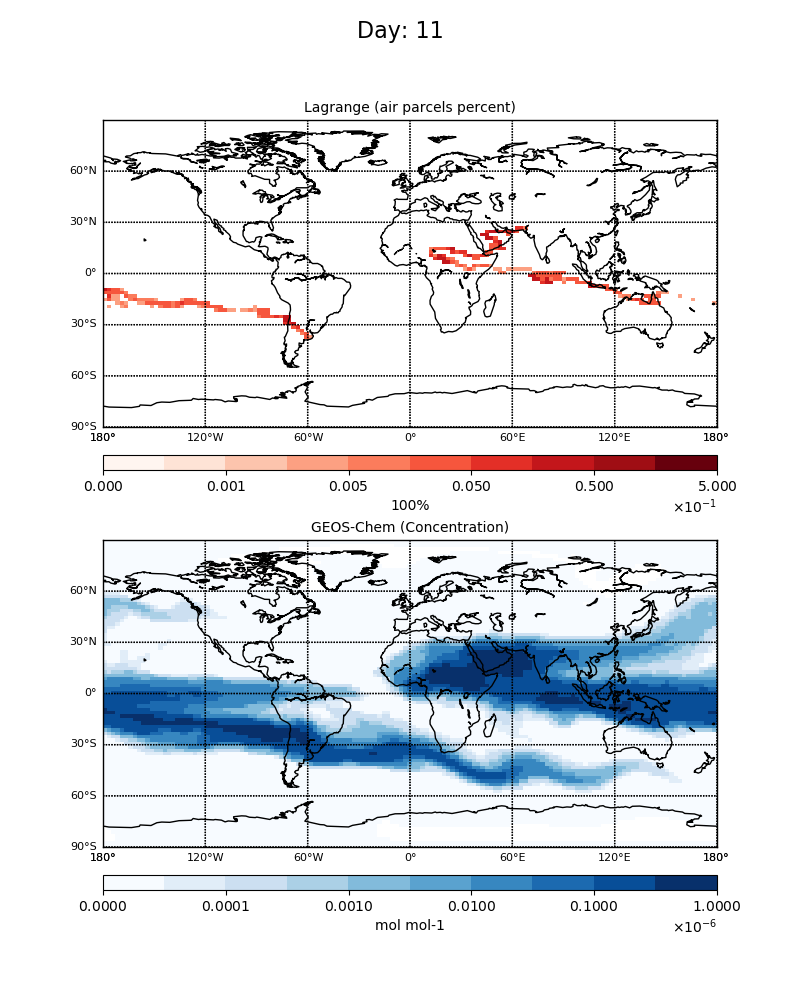 Day: 11
Lagrange (air parcels percent)
60°N
30°N
0°
30°S
60°S
90°S
180° 120°W 60°W 0° 60°E 120°E 180°
0.000 0.001 0.005 0.050 0.500 5.000
100% ×10⁻¹
GEOS-Chem (Concentration)
60°N
30°N
0°
30°S
60°S
90°S
180° 120°W 60°W 0° 60°E 120°E 180°
0.0000 0.0001 0.0010 0.0100 0.1000 1.0000
mol mol-1 ×10⁻⁶